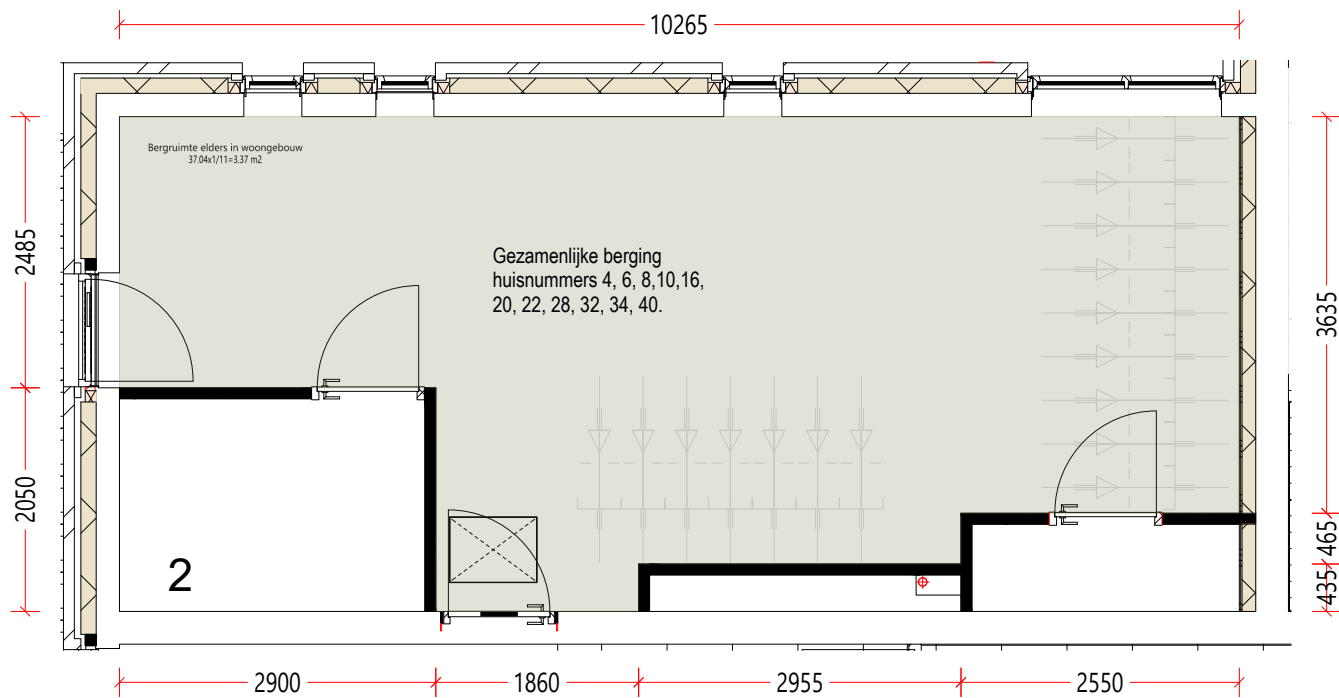 10265
Bergruimte elders in woongebouw
37.04x1/11=3.37 m2
2485
Gezamenlijke berging
huisnummers 4, 6, 8,10,16,
20, 22, 28, 32, 34, 40.
3635
2050
2
465
435
2900
1860
2955
2550